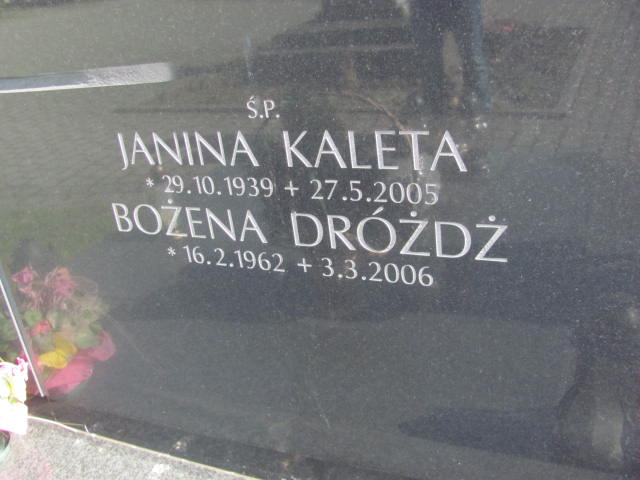 Ś.P.
JANINA KALETA
* 29.10.1939 + 27.5.2005
BOŻENA DRÓŻDŻ
* 16.2.1962 + 3.3.2006